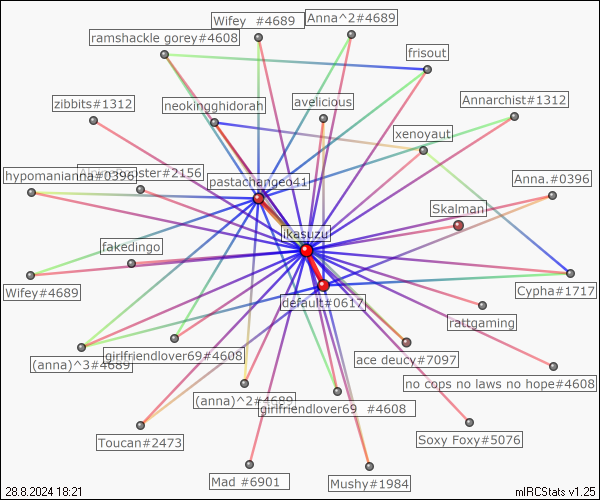 Wifey  #4689
Anna^2#4689
ramshackle gorey#4608
frisout
zibbits#1312
neokingghidorah
avelicious
Annarchist#1312
xenoyaut
hypomanianna#0396
#2156
pastachangeo41
Anna.#0396
Skalman
ikasuzu
fakedingo
Wifey#4689
default#0617
Cypha#1717
rattgaming
(anna)^3#4689
girlfriendlover69#4608
ace deucy#7097
no cops no laws no hope#4608
(anna)^2#4689
girlfriendlover69  #4608
Toucan#2473
Soxy Foxy#5076
Mad #6901
Mushy#1984
28.8.2024 18:21
mIRCStats v1.25